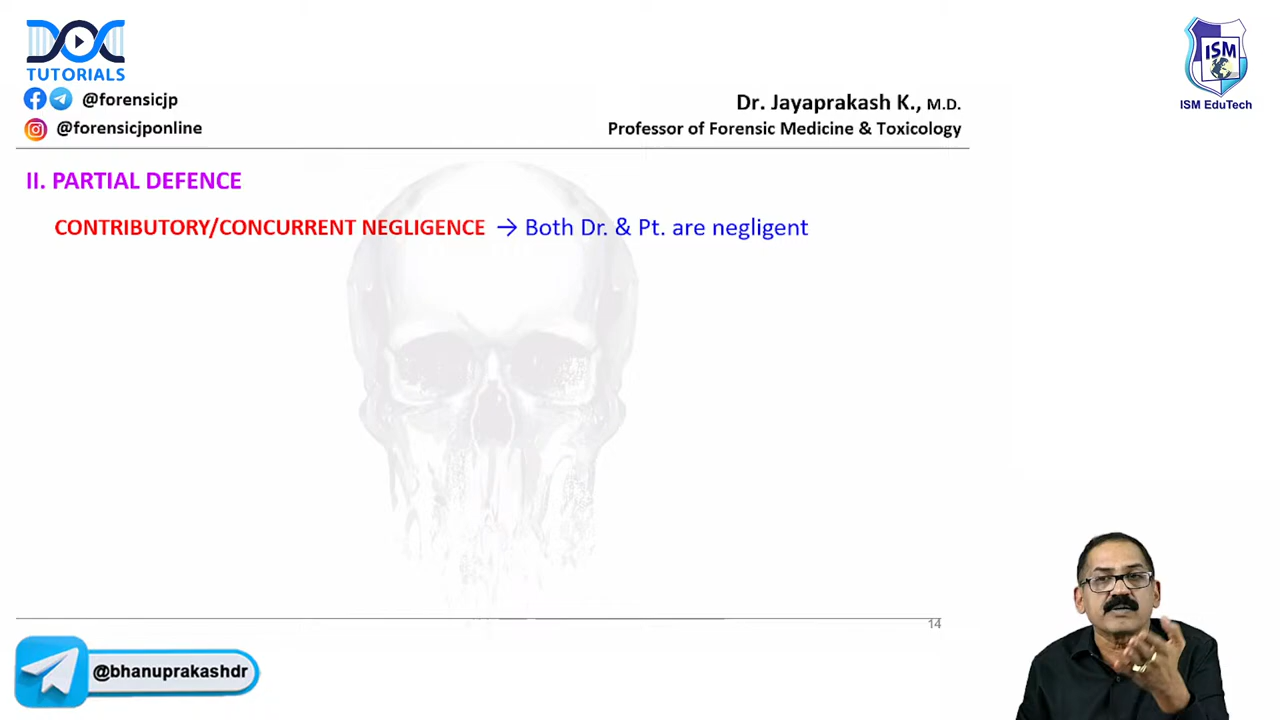 TUTORIALS
@forensicjp
@forensicjponline
Dr. Jayaprakash K., M.D.
Professor of Forensic Medicine & Toxicology
ISM
ISM EduTech
II. PARTIAL DEFENCE
CONTRIBUTORY/CONCURRENT NEGLIGENCE → Both Dr. & Pt. are negligent
14
@bhanuprakashdr